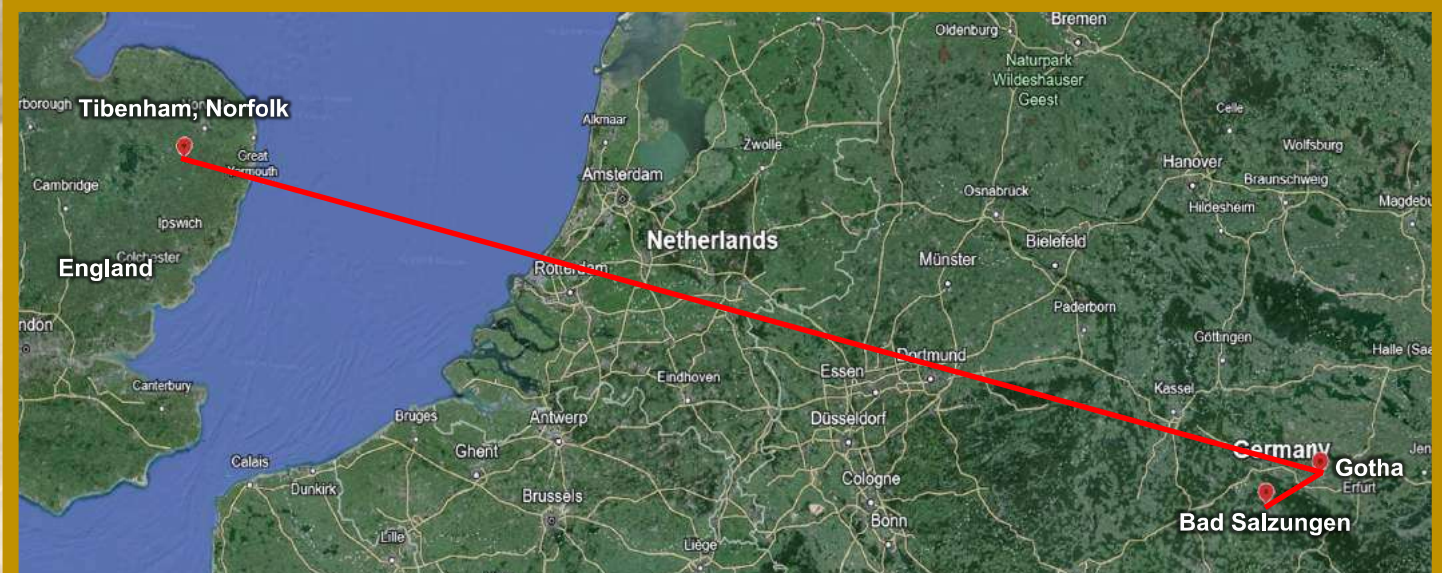 Bremen
Oldenburg
Naturpark
Wildeshauser
Geest
rborough
Tibenham, Norfolk
Alkmaar
Celle
Great
Yarmouth
Zwolle
Wolfsburg
Hanover
Cambridge
Amsterdam
Braunschweig
Osnabrück
Hildesheim
Magdebu
Ipswich
Netherlands
Bielefeld
Colchester
England
Rotterdam
Münster
Paderborn
ndon
Göttingen
Dortmund
Halle (Saa
Essen
Eindhoven
Kassel
Canterbury
Bruges
Antwerp
Düsseldorf
Ghent
Germany
Jen
Calais
Gotha
Dunkirk
Cologne
Erfurt
Brussels
Bonn
Bad Salzungen
Lille
Liège